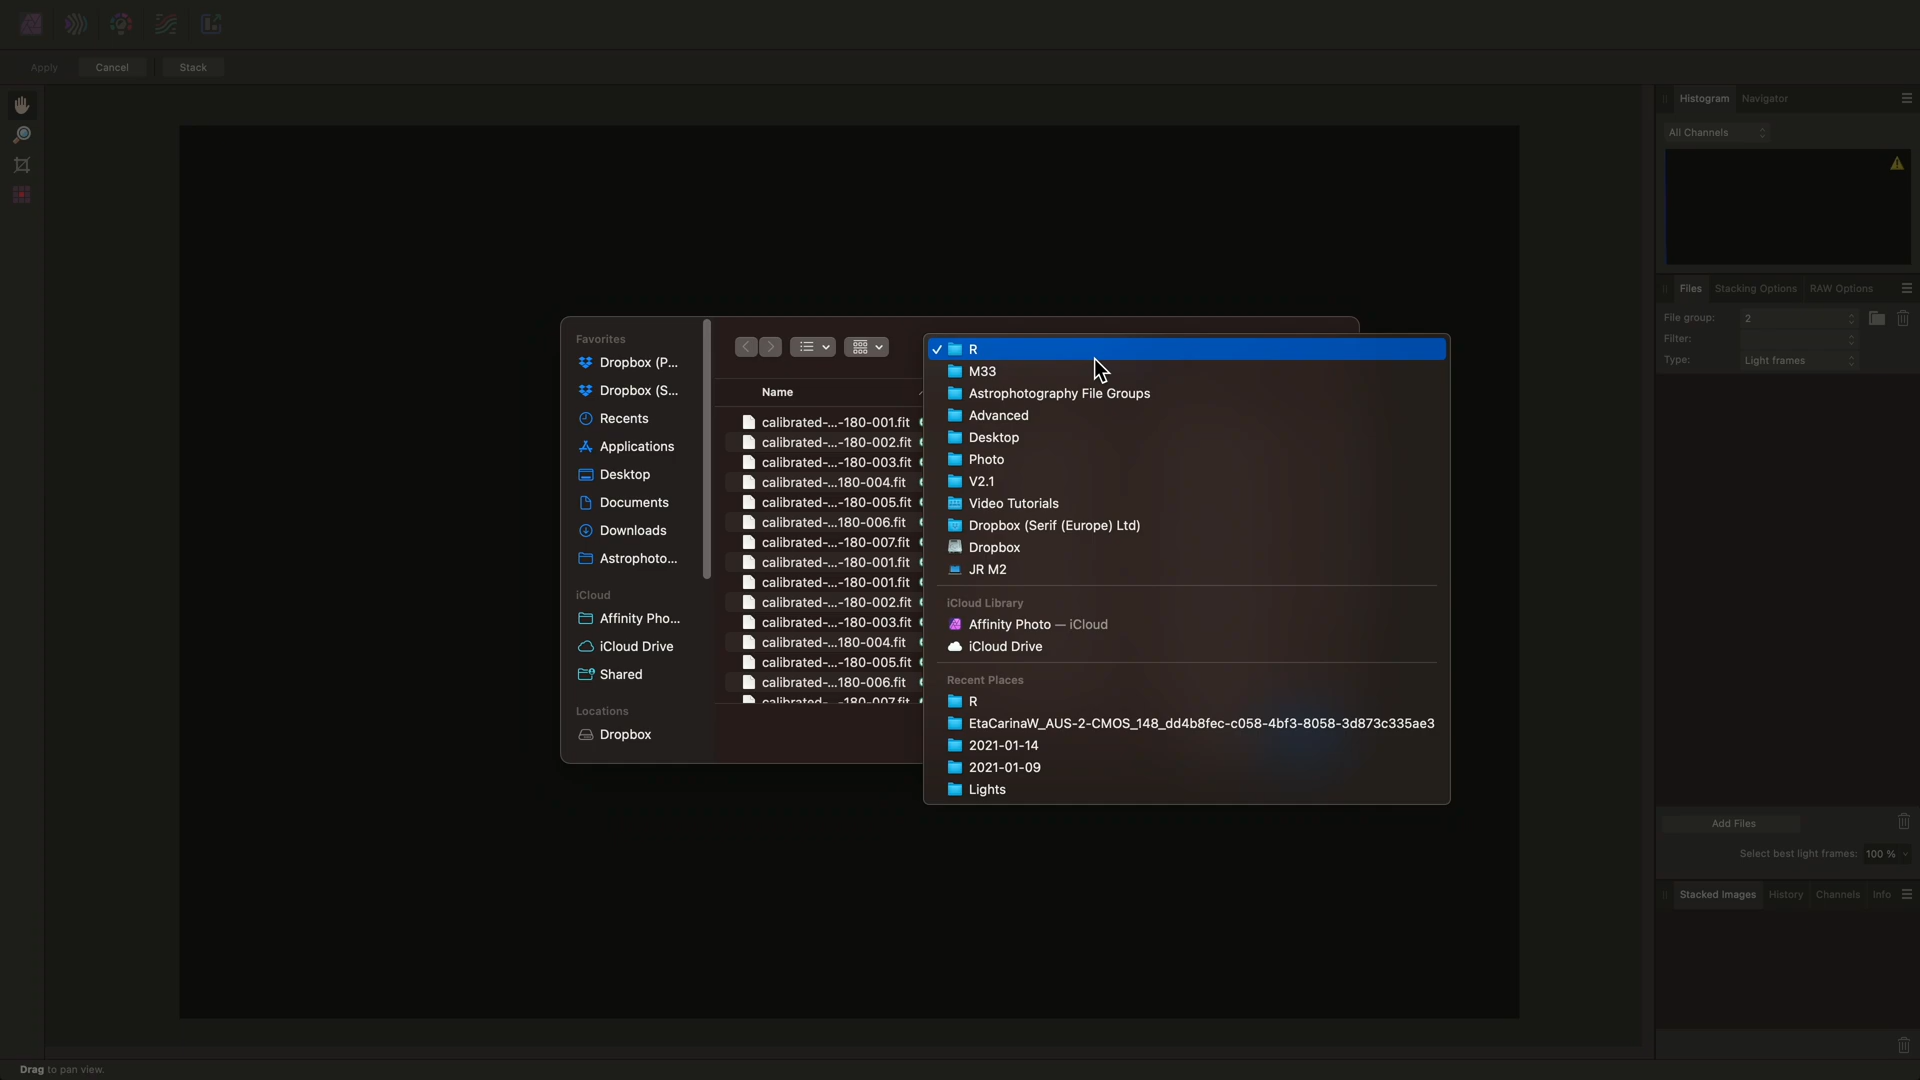 Apply
Cancel
Stack
Histogram
Navigator
All Channels
Files
Stacking Options
RAW Options
File group:
2
Filter:
Type:
Light frames
Favorites
Dropbox (P...
Dropbox (S...
Recents
Applications
Desktop
Documents
Downloads
Astrophoto...
iCloud
Affinity Pho...
iCloud Drive
Shared
Locations
Dropbox
Name
calibrated-...-180-001.fit
calibrated-...-180-002.fit
calibrated-...-180-003.fit
calibrated-...180-004.fit
calibrated-...-180-005.fit
calibrated-...180-006.fit
calibrated-...-180-007.fit
calibrated-...-180-001.fit
calibrated-...-180-001.fit
calibrated-...-180-002.fit
calibrated-...-180-003.fit
calibrated-...180-004.fit
calibrated-...-180-005.fit
calibrated-...180-006.fit
calibrated-...-180-007.fit
R
M33
Astrophotography File Groups
Advanced
Desktop
Photo
V2.1
Video Tutorials
Dropbox (Serif (Europe) Ltd)
Dropbox
JR M2
iCloud Library
Affinity Photo — iCloud
iCloud Drive
Recent Places
R
EtaCarinaW_AUS-2-CMOS_148_dd4b8fec-c058-4bf3-8058-3d873c335ae3
2021-01-14
2021-01-09
Lights
Add Files
Select best light frames: 100 %
Stacked Images
History
Channels
Info
Drag to pan view.